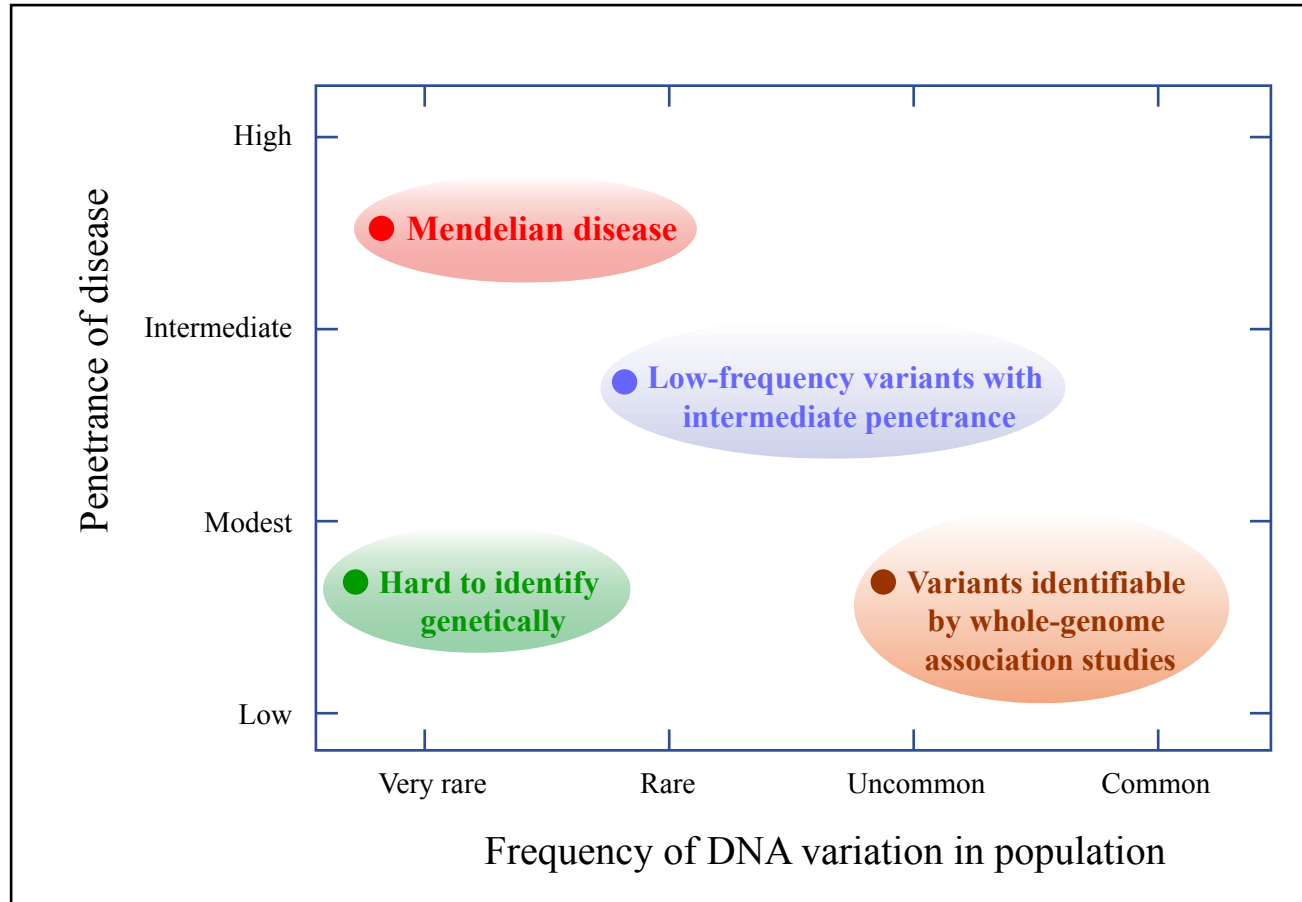 High
Mendelian disease
Penetrance of disease
Intermediate
Low-frequency variants with
intermediate penetrance
Modest
Hard to identify
genetically
Variants identifiable
by whole-genome
association studies
Low
Very rare
Rare
Uncommon
Common
Frequency of DNA variation in population